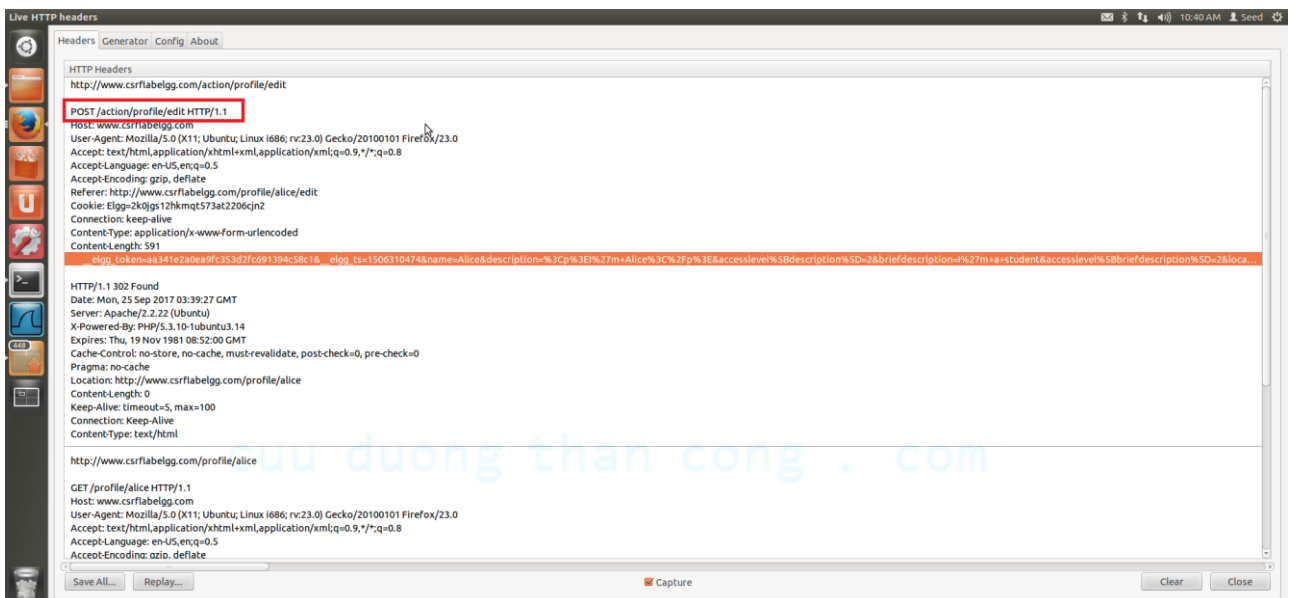 Live HTTP headers
10:40 AM Seed
Headers Generator Config About
HTTP Headers
http://www.csrflabelgg.com/action/profile/edit
POST /action/profile/edit HTTP/1.1
Host: www.csrflabelgg.com
User-Agent: Mozilla/5.0 (X11; Ubuntu; Linux i686; rv:23.0) Gecko/20100101 Firefox/23.0
Accept: text/html,application/xhtml+xml,application/xml;q=0.9,*/*;q=0.8
Accept-Language: en-US,en;q=0.5
Accept-Encoding: gzip, deflate
Referer: http://www.csrflabelgg.com/profile/alice/edit
Cookie: Elgg=2k0jgs12hkmqt573at2206cjn2
Connection: keep-alive
Content-Type: application/x-www-form-urlencoded
Content-Length: 591
__elgg_token=aa341e2a0ea9fc353d2fc691394c58c1&__elgg_ts=1506310474&name=Alice&description=%3Cp%3EI%27m+Alice%3C%2Fp%3E&accesslevel%5Bdescription%5D=2&briefdescription=I%27m+a+student&accesslevel%5Bbriefdescription%5D=2&loca...
HTTP/1.1 302 Found
Date: Mon, 25 Sep 2017 03:39:27 GMT
Server: Apache/2.2.22 (Ubuntu)
X-Powered-By: PHP/5.3.10-1ubuntu3.14
Expires: Thu, 19 Nov 1981 08:52:00 GMT
Cache-Control: no-store, no-cache, must-revalidate, post-check=0, pre-check=0
Pragma: no-cache
Location: http://www.csrflabelgg.com/profile/alice
Content-Length: 0
Keep-Alive: timeout=5, max=100
Connection: Keep-Alive
Content-Type: text/html
cuu duong than cong . com
http://www.csrflabelgg.com/profile/alice
GET /profile/alice HTTP/1.1
Host: www.csrflabelgg.com
User-Agent: Mozilla/5.0 (X11; Ubuntu; Linux i686; rv:23.0) Gecko/20100101 Firefox/23.0
Accept: text/html,application/xhtml+xml,application/xml;q=0.9,*/*;q=0.8
Accept-Language: en-US,en;q=0.5
Accept-Encoding: gzip, deflate
448
Save All... Replay... Capture Clear Close